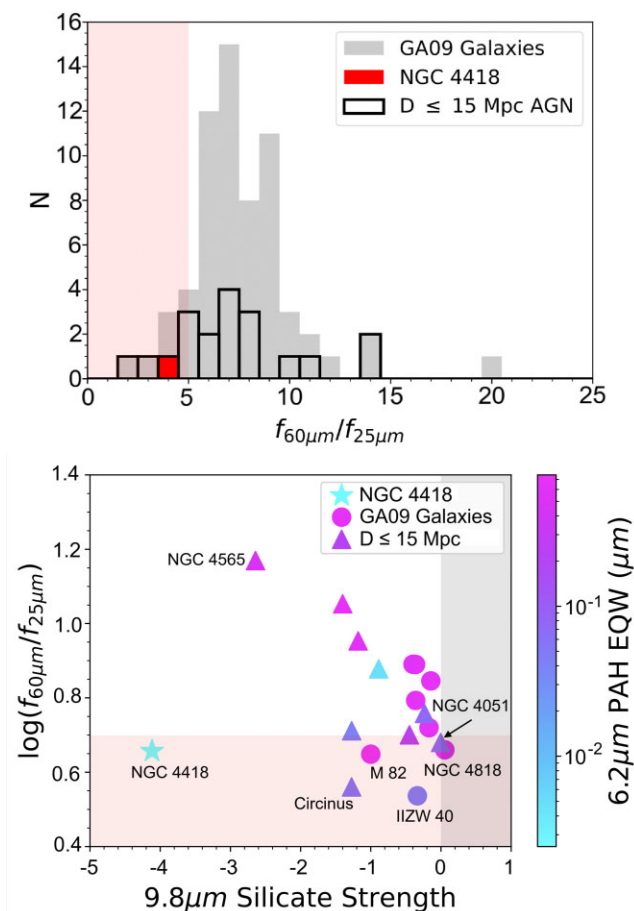 16
14
12
10
8
6
4
2
0
N
GA09 Galaxies
NGC 4418
D ≤ 15 Mpc AGN
0 5 10 15 20 25
f60μm/f25μm
1.4
1.2
1.0
0.8
0.6
0.4
log(f60μm/f25μm)
NGC 4418
GA09 Galaxies
D ≤ 15 Mpc
NGC 4565
NGC 4051
NGC 4418
M 82
NGC 4818
Circinus
IIZW 40
-5 -4 -3 -2 -1 0 1
9.8μm Silicate Strength
10⁻¹
10⁻²
6.2μm PAH EQW (μm)